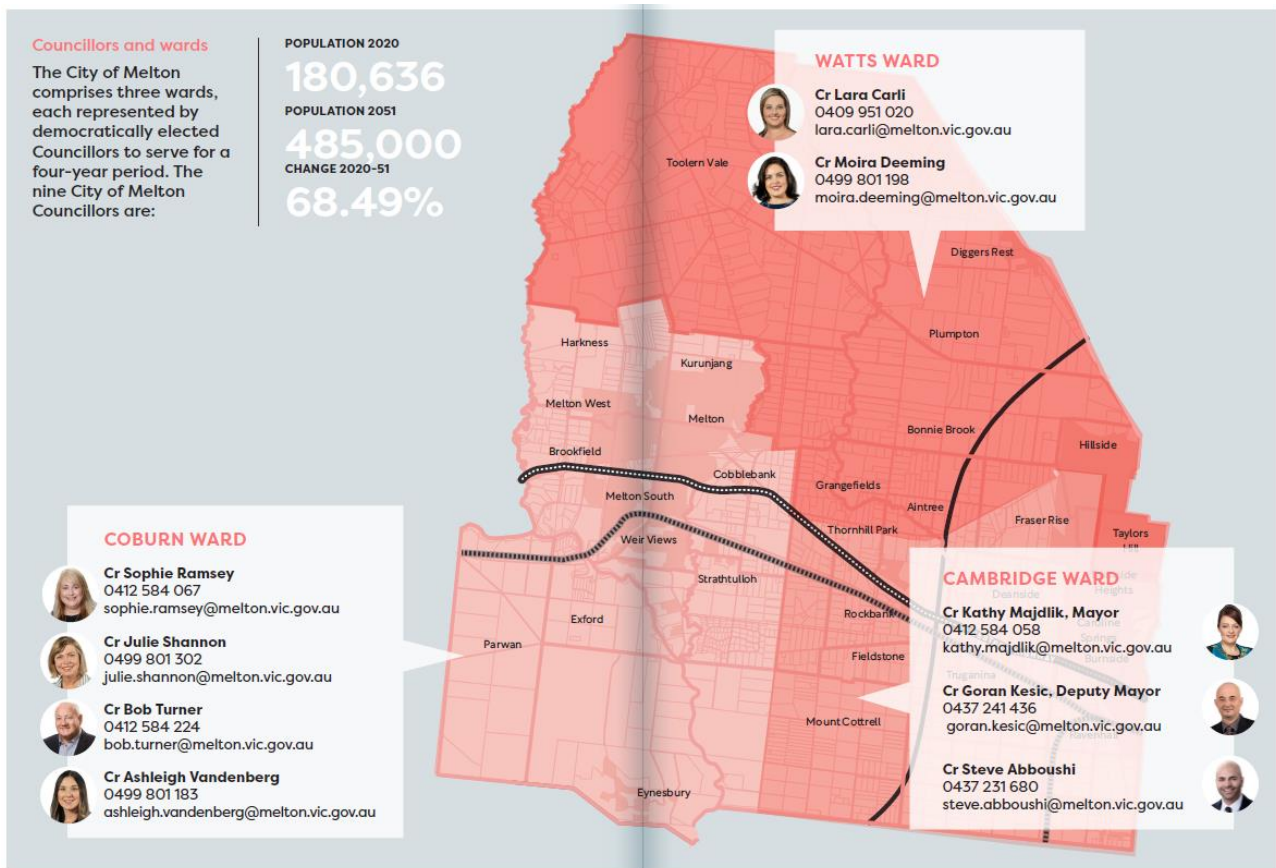 Councillors and wards
The City of Melton
comprises three wards,
each represented by
democratically elected
Councillors to serve for a
four-year period. The
nine City of Melton
Councillors are:
POPULATION 2020
180,636
POPULATION 2051
485,000
CHANGE 2020-51
68.49%
WATTS WARD
Cr Lara Carli
0409 951 020
lara.carli@melton.vic.gov.au
Cr Moira Deeming
0499 801 198
moira.deeming@melton.vic.gov.au
Toolern Vale
Diggers Rest
Plumpton
Harkness
Kurunjang
Melton West
Melton
Bonnie Brook
Hillside
Brookfield
Cobblebank
Grangefields
Melton South
Aintree
Fraser Rise
Thornhill Park
Taylors
Weir Views
Strathtulloh
Exford
Rockbank
Parwan
Fieldstone
Mount Cottrell
Eynesbury
Deanside
Heights
Caroline
Springs
Burnside
Truganina
Ravenhall
COBURN WARD
Cr Sophie Ramsey
0412 584 067
sophie.ramsey@melton.vic.gov.au
Cr Julie Shannon
0499 801 302
julie.shannon@melton.vic.gov.au
Cr Bob Turner
0412 584 224
bob.turner@melton.vic.gov.au
Cr Ashleigh Vandenberg
0499 801 183
ashleigh.vandenberg@melton.vic.gov.au
CAMBRIDGE WARD
Cr Kathy Majdlik, Mayor
0412 584 058
kathy.majdlik@melton.vic.gov.au
Cr Goran Kesic, Deputy Mayor
0437 241 436
goran.kesic@melton.vic.gov.au
Cr Steve Abboushi
0437 231 680
steve.abboushi@melton.vic.gov.au